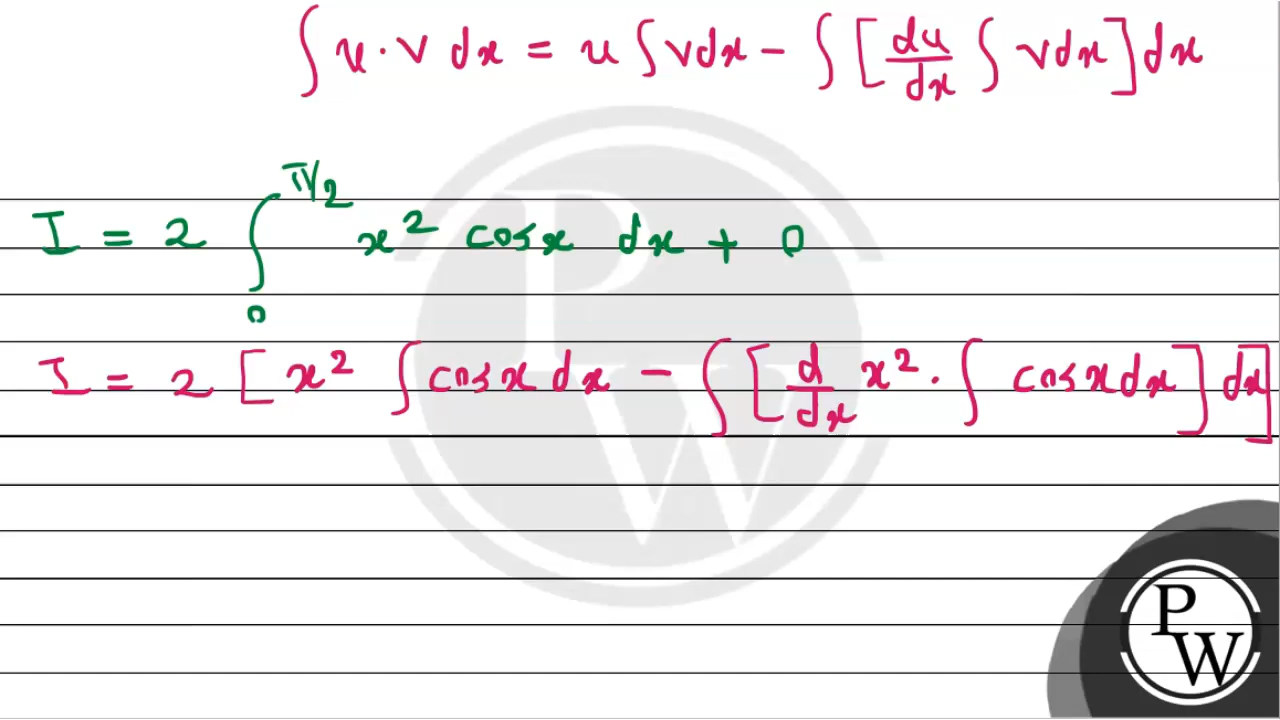 ∫ u · v dx = u ∫ v dx − ∫ [ du/dx ∫ v dx ] dx
I = 2 ∫₀^{π/2} x² cos x dx + 0
I = 2 [ x² ∫ cos x dx − ∫ [ d/dx x² · ∫ cos x dx ] dx ]
P
W
P
W